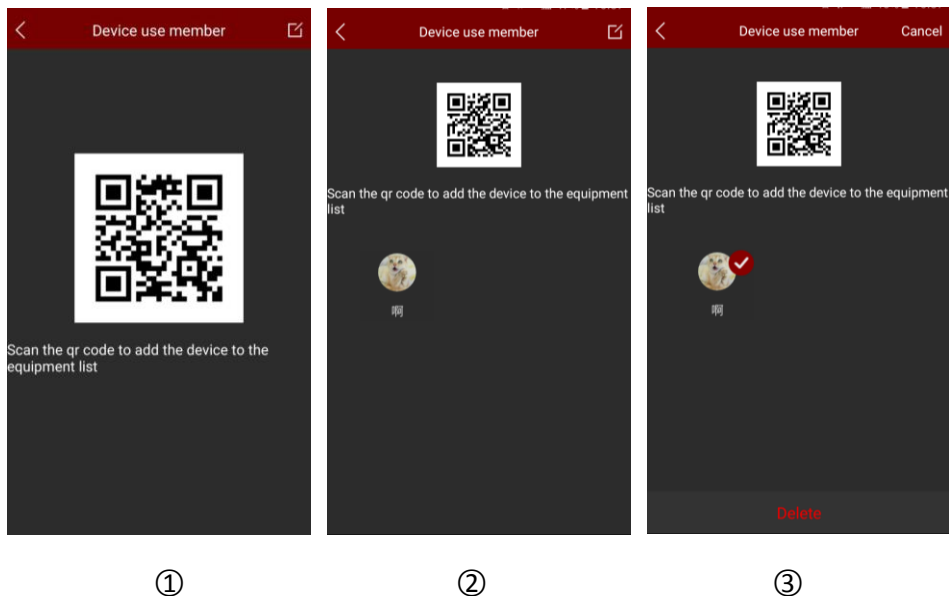 Device use member
Scan the qr code to add the device to the
equipment list
①
Device use member
Scan the qr code to add the device to the equipment
list
啊
②
Device use member
Cancel
Scan the qr code to add the device to the equipment
list
啊
Delete
③